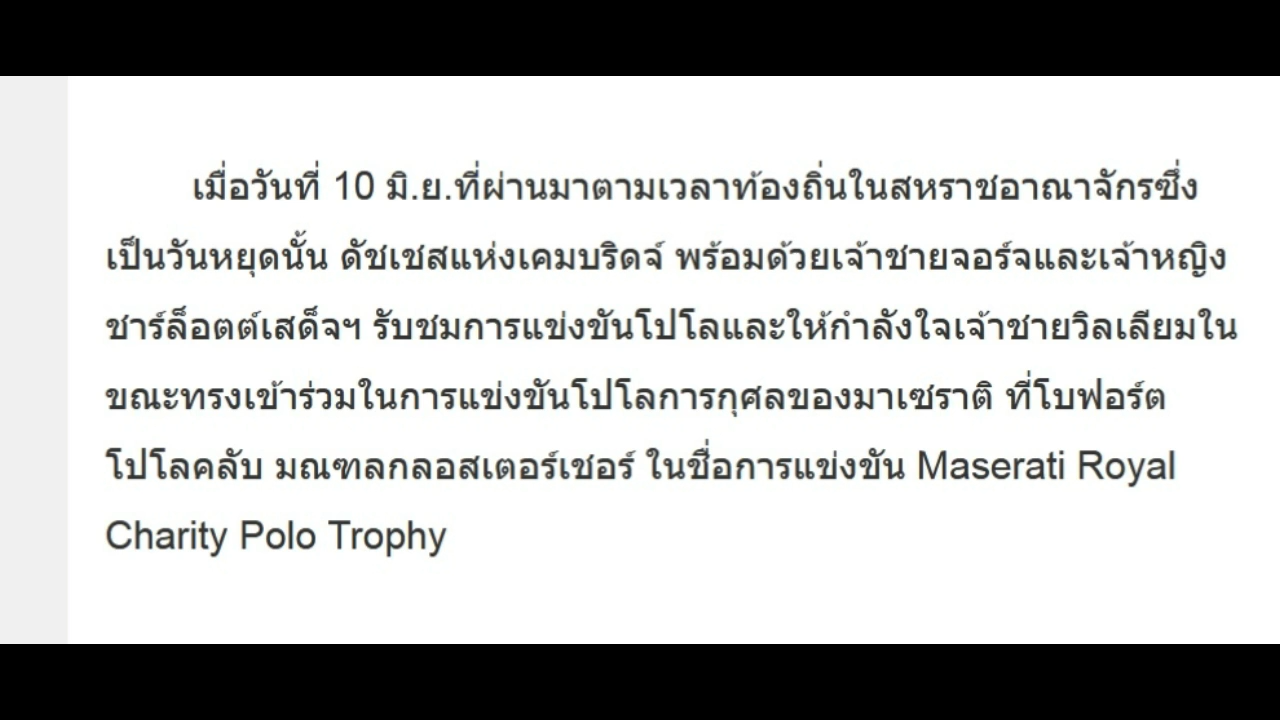 เมื่อวันที่ 10 มิ.ย.ที่ผ่านมาตามเวลาท้องถิ่นในสหราชอาณาจักรซึ่ง
เป็นวันหยุดนั้น ดัชเชสแห่งเคมบริดจ์ พร้อมด้วยเจ้าชายจอร์จและเจ้าหญิง
ชาร์ล็อตต์เสด็จฯ รับชมการแข่งขันโปโลและให้กำลังใจเจ้าชายวิลเลียมใน
ขณะทรงเข้าร่วมในการแข่งขันโปโลการกุศลของมาเซราติ ที่โบฟอร์ต
โปโลคลับ มณฑลกลอสเตอร์เชอร์ ในชื่อการแข่งขัน Maserati Royal
Charity Polo Trophy